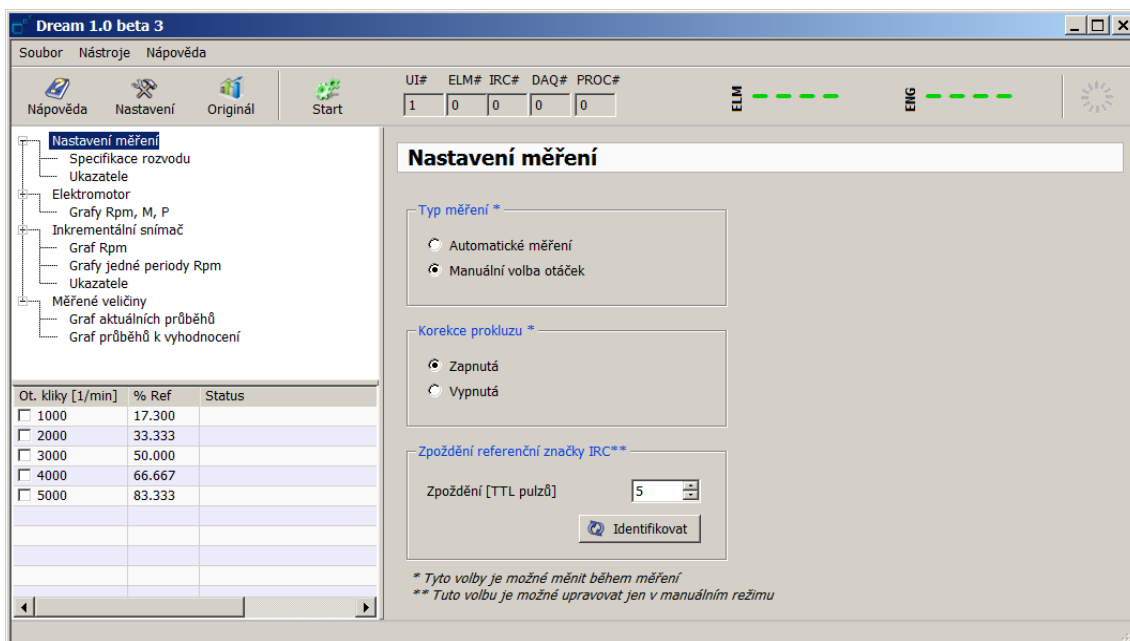 Dream 1.0 beta 3
Soubor Nástroje Nápověda
Nápověda Nastavení Originál Start
UI# ELM# IRC# DAQ# PROC#
1 0 0 0 0
ELM
ENG
Nastavení měření
Specifikace rozvodu
Ukazatele
Elektromotor
Grafy Rpm, M, P
Inkrementální snímač
Graf Rpm
Grafy jedné periody Rpm
Ukazatele
Měřené veličiny
Graf aktuálních průběhů
Graf průběhů k vyhodnocení
Ot. kliky [1/min] % Ref Status
1000 17.300
2000 33.333
3000 50.000
4000 66.667
5000 83.333
Nastavení měření
Typ měření *
Automatické měření
Manuální volba otáček
Korekce prokluzu *
Zapnutá
Vypnutá
Zpoždění referenční značky IRC**
Zpoždění [TTL pulzů] 5
Identifikovat
* Tyto volby je možné měnit během měření
** Tuto volbu je možné upravovat jen v manuálním režimu